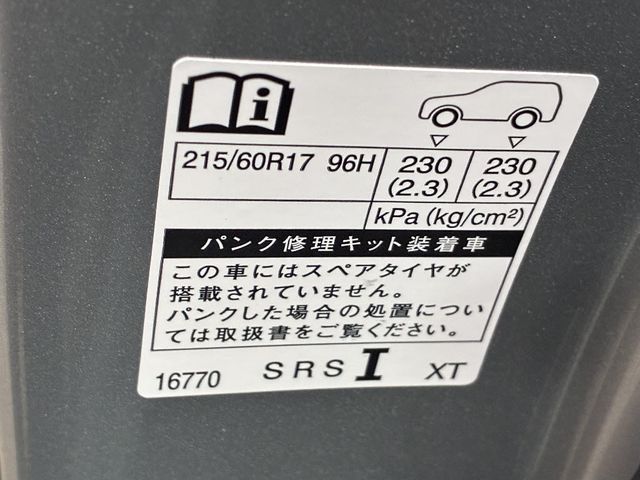 i
215/60R17 96H 230 230
(2.3) (2.3)
kPa (kg/cm²)
パンク修理キット装着車
この車にはスペアタイヤが
搭載されていません。
パンクした場合の処置につい
ては取扱書をご覧ください。
16770 SRS I XT